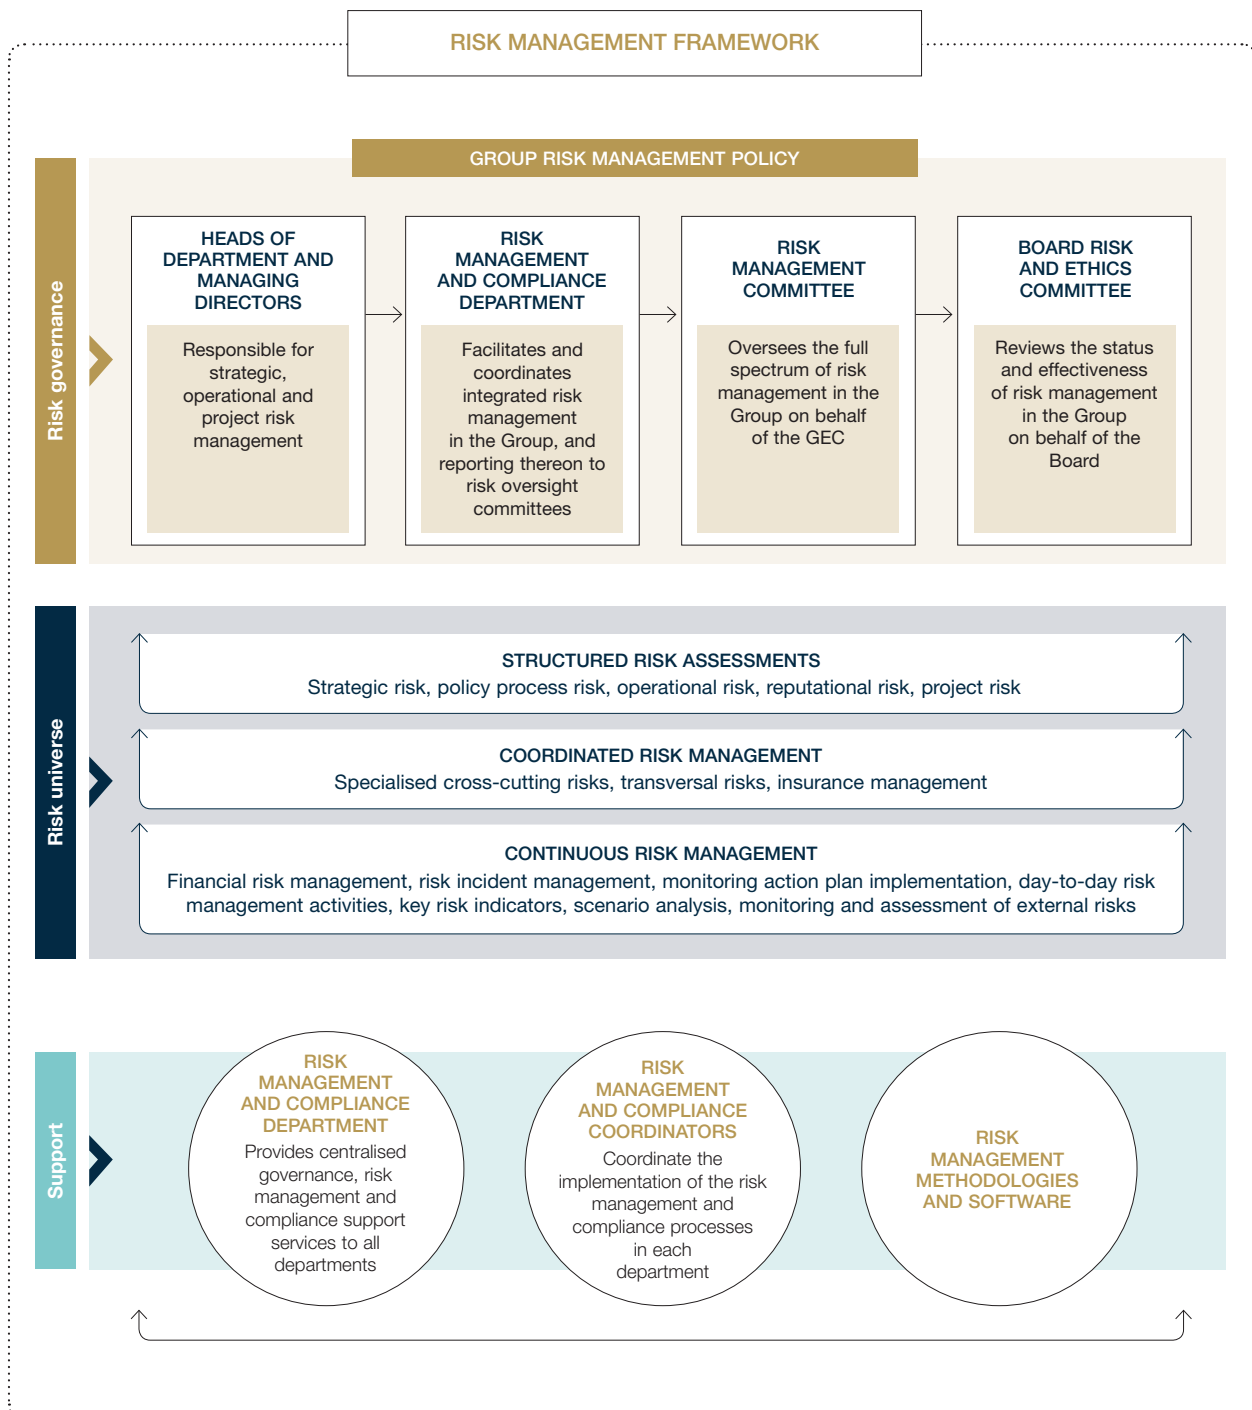 RISK MANAGEMENT FRAMEWORK
GROUP RISK MANAGEMENT POLICY
Risk governance
HEADS OF
DEPARTMENT AND
MANAGING
DIRECTORS
Responsible for
strategic,
operational and
project risk
management
RISK
MANAGEMENT
AND COMPLIANCE
DEPARTMENT
Facilitates and
coordinates
integrated risk
management
in the Group, and
reporting thereon to
risk oversight
committees
RISK
MANAGEMENT
COMMITTEE
Oversees the full
spectrum of risk
management in the
Group on behalf
of the GEC
BOARD RISK
AND ETHICS
COMMITTEE
Reviews the status
and effectiveness
of risk management
in the Group
on behalf of the
Board
Risk universe
STRUCTURED RISK ASSESSMENTS
Strategic risk, policy process risk, operational risk, reputational risk, project risk
COORDINATED RISK MANAGEMENT
Specialised cross-cutting risks, transversal risks, insurance management
CONTINUOUS RISK MANAGEMENT
Financial risk management, risk incident management, monitoring action plan implementation, day-to-day risk
management activities, key risk indicators, scenario analysis, monitoring and assessment of external risks
Support
RISK
MANAGEMENT
AND COMPLIANCE
DEPARTMENT
Provides centralised
governance, risk
management and
compliance support
services to all
departments
RISK
MANAGEMENT
AND COMPLIANCE
COORDINATORS
Coordinate the
implementation of the risk
management and
compliance processes
in each
department
RISK
MANAGEMENT
METHODOLOGIES
AND SOFTWARE